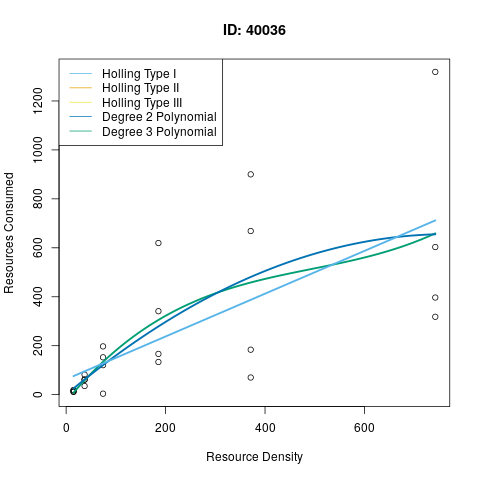 ID: 40036
Holling Type I
Holling Type II
Holling Type III
Degree 2 Polynomial
Degree 3 Polynomial
Resources Consumed
0
200
400
600
800
1000
1200
0
200
400
600
Resource Density